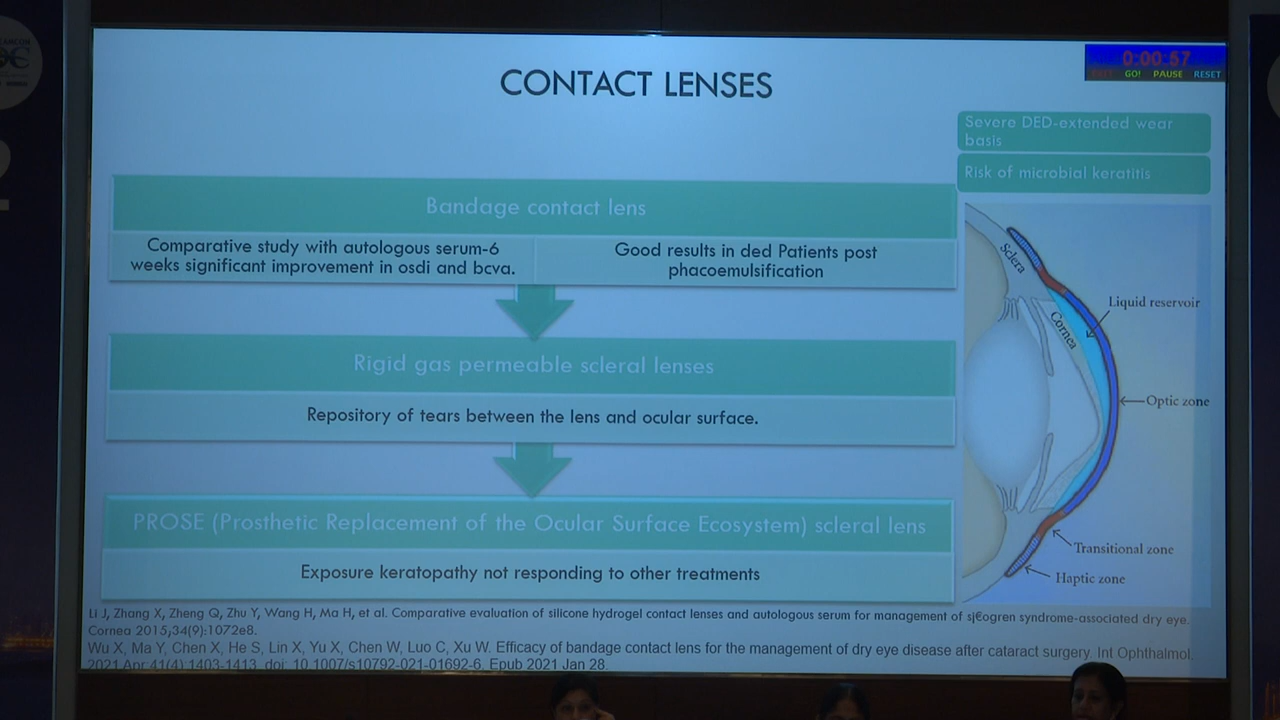 CONTACT LENSES
0:00:57
EXIT GO! PAUSE RESET
Severe DED-extended wear
basis
Risk of microbial keratitis
Bandage contact lens
Comparative study with autologous serum-6
weeks significant improvement in osdi and bcva.
Good results in ded Patients post
phacoemulsification
Rigid gas permeable scleral lenses
Repository of tears between the lens and ocular surface.
PROSE (Prosthetic Replacement of the Ocular Surface Ecosystem) scleral lens
Exposure keratopathy not responding to other treatments
Sclera
Cornea
Liquid reservoir
Optic zone
Transitional zone
Haptic zone
Li J, Zhang X, Zheng Q, Zhu Y, Wang H, Ma H, et al. Comparative evaluation of silicone hydrogel contact lenses and autologous serum for management of sj€ogren syndrome-associated dry eye.
Cornea 2015;34(9):1072e8.
Wu X, Ma Y, Chen X, He S, Lin X, Yu X, Chen W, Luo C, Xu W. Efficacy of bandage contact lens for the management of dry eye disease after cataract surgery. Int Ophthalmol.
2021 Apr;41(4):1403-1413. doi: 10.1007/s10792-021-01692-6. Epub 2021 Jan 28.
2